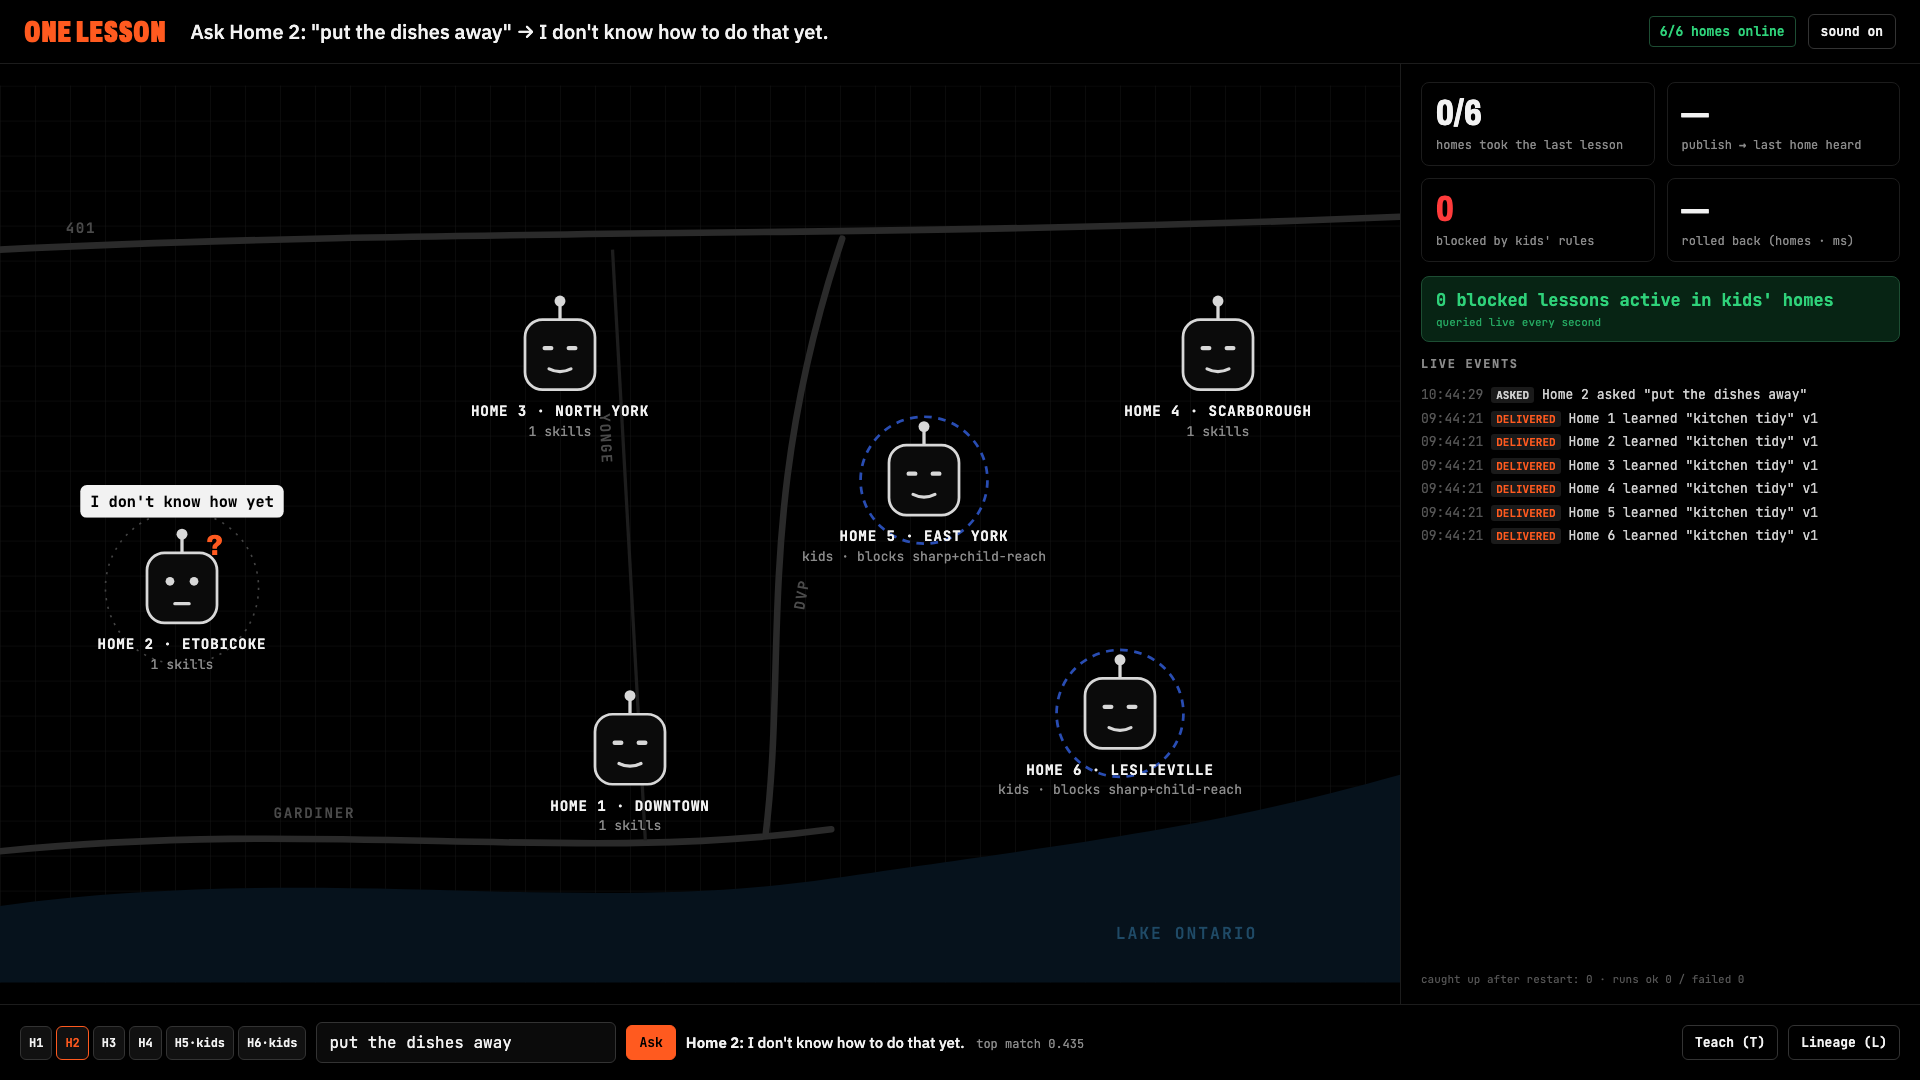 ONE LESSON
Ask Home 2: "put the dishes away" → I don't know how to do that yet.
6/6 homes online
sound on
401
YONGE
DVP
GARDINER
LAKE ONTARIO
HOME 3 · NORTH YORK
1 skills
HOME 4 · SCARBOROUGH
1 skills
HOME 5 · EAST YORK
kids · blocks sharp+child-reach
I don't know how yet
?
HOME 2 · ETOBICOKE
1 skills
HOME 6 · LESLIEVILLE
kids · blocks sharp+child-reach
HOME 1 · DOWNTOWN
1 skills
0/6
homes took the last lesson
—
publish → last home heard
0
blocked by kids' rules
—
rolled back (homes · ms)
0 blocked lessons active in kids' homes
queried live every second
LIVE EVENTS
10:44:29 ASKED Home 2 asked "put the dishes away"
09:44:21 DELIVERED Home 1 learned "kitchen tidy" v1
09:44:21 DELIVERED Home 2 learned "kitchen tidy" v1
09:44:21 DELIVERED Home 3 learned "kitchen tidy" v1
09:44:21 DELIVERED Home 4 learned "kitchen tidy" v1
09:44:21 DELIVERED Home 5 learned "kitchen tidy" v1
09:44:21 DELIVERED Home 6 learned "kitchen tidy" v1
caught up after restart: 0 · runs ok 0 / failed 0
H1
H2
H3
H4
H5·kids
H6·kids
put the dishes away
Ask
Home 2: I don't know how to do that yet. top match 0.435
Teach (T)
Lineage (L)